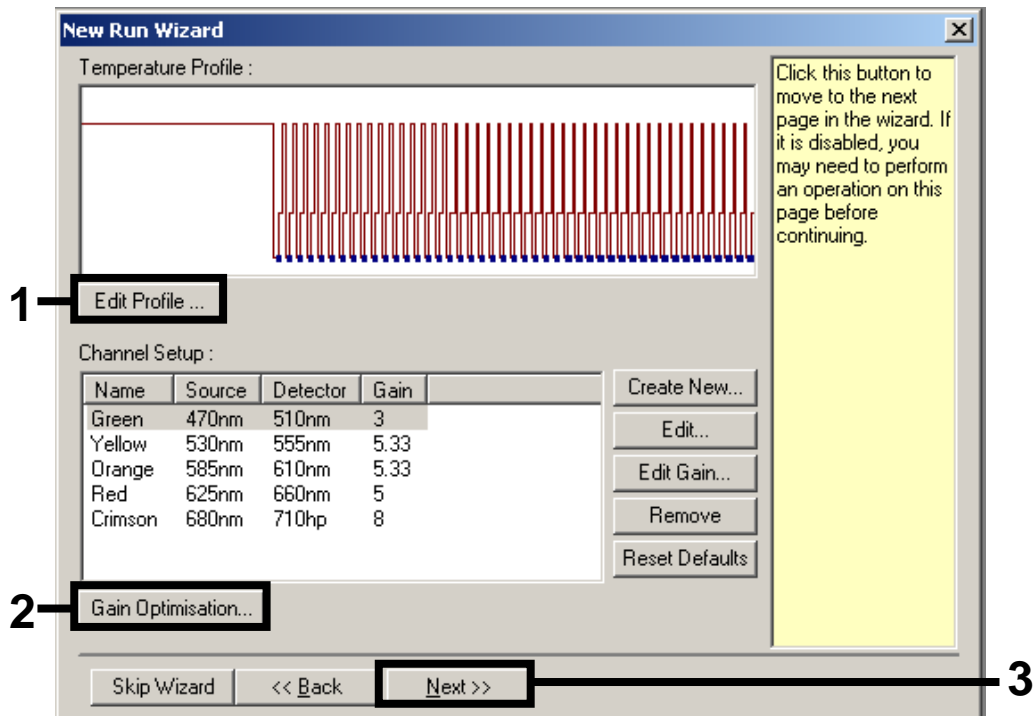 New Run Wizard
Temperature Profile :
Click this button to
move to the next
page in the wizard. If
it is disabled, you
may need to perform
an operation on this
page before
continuing.
1
Edit Profile ...
Channel Setup :
Name Source Detector Gain
Green 470nm 510nm 3
Yellow 530nm 555nm 5.33
Orange 585nm 610nm 5.33
Red 625nm 660nm 5
Crimson 680nm 710hp 8
Create New...
Edit...
Edit Gain...
Remove
Reset Defaults
2
Gain Optimisation...
Skip Wizard << Back Next >>
3